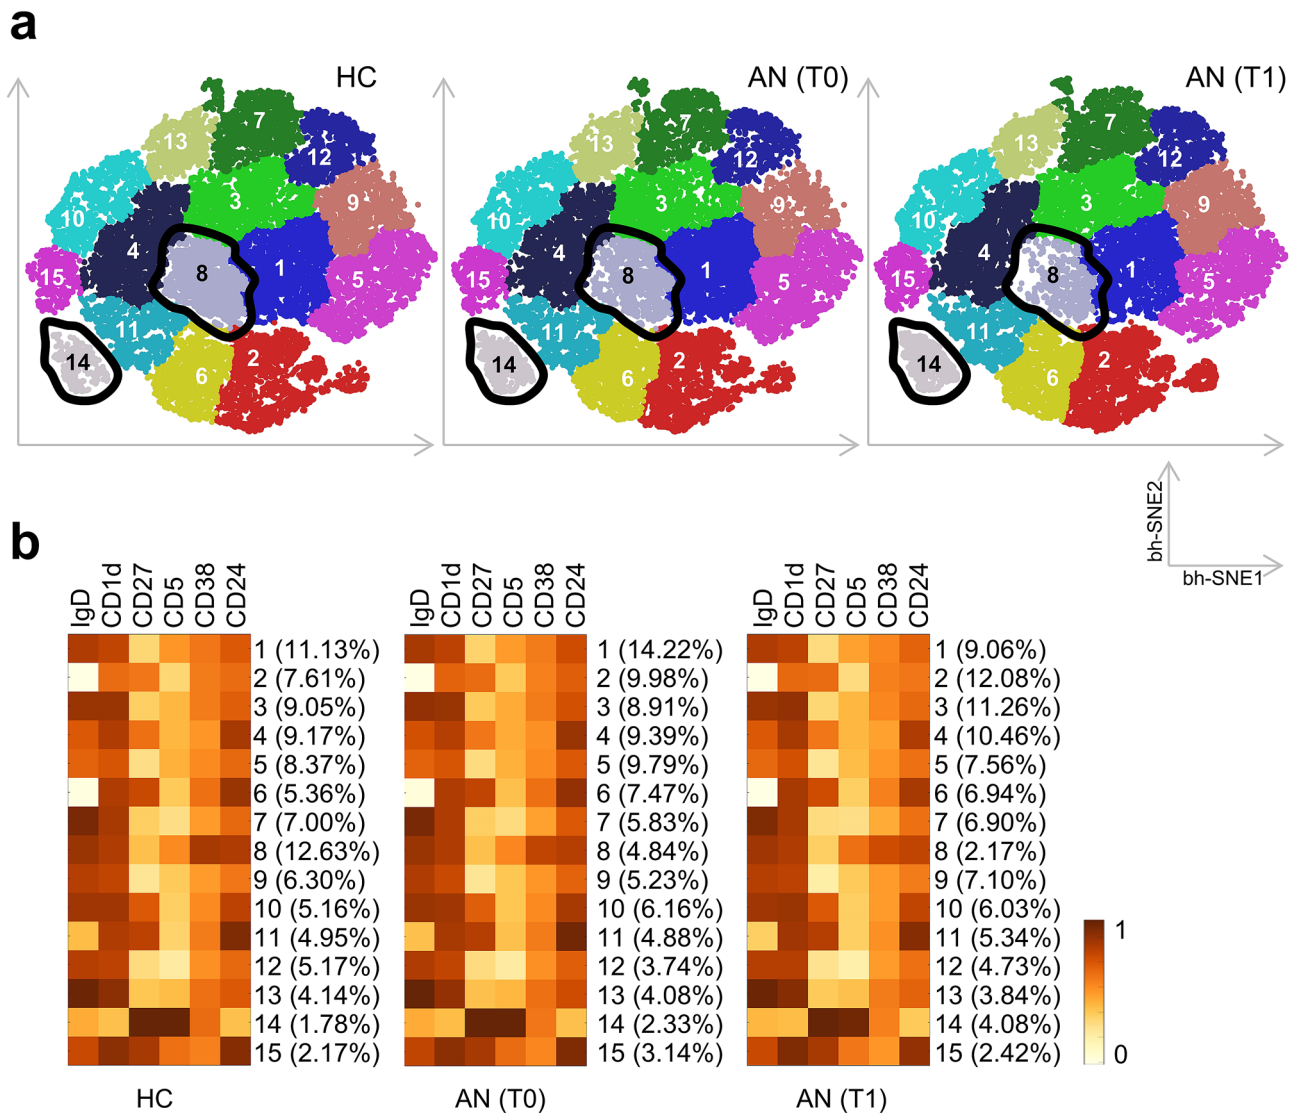 a
HC
AN (T0)
AN (T1)
7
13
12
3
9
10
4
8
1
5
15
11
14
6
2
7
13
12
3
9
10
4
8
1
5
15
11
14
6
2
7
13
12
3
9
10
4
8
1
5
15
11
14
6
2
bh-SNE2
bh-SNE1
b
IgD CD1d CD27 CD5 CD38 CD24
IgD CD1d CD27 CD5 CD38 CD24
IgD CD1d CD27 CD5 CD38 CD24
1 (11.13%) 1 (14.22%) 1 (9.06%)
2 (7.61%) 2 (9.98%) 2 (12.08%)
3 (9.05%) 3 (8.91%) 3 (11.26%)
4 (9.17%) 4 (9.39%) 4 (10.46%)
5 (8.37%) 5 (9.79%) 5 (7.56%)
6 (5.36%) 6 (7.47%) 6 (6.94%)
7 (7.00%) 7 (5.83%) 7 (6.90%)
8 (12.63%) 8 (4.84%) 8 (2.17%)
9 (6.30%) 9 (5.23%) 9 (7.10%)
10 (5.16%) 10 (6.16%) 10 (6.03%)
11 (4.95%) 11 (4.88%) 11 (5.34%)
12 (5.17%) 12 (3.74%) 12 (4.73%)
13 (4.14%) 13 (4.08%) 13 (3.84%)
14 (1.78%) 14 (2.33%) 14 (4.08%)
15 (2.17%) 15 (3.14%) 15 (2.42%)
1
0
HC
AN (T0)
AN (T1)